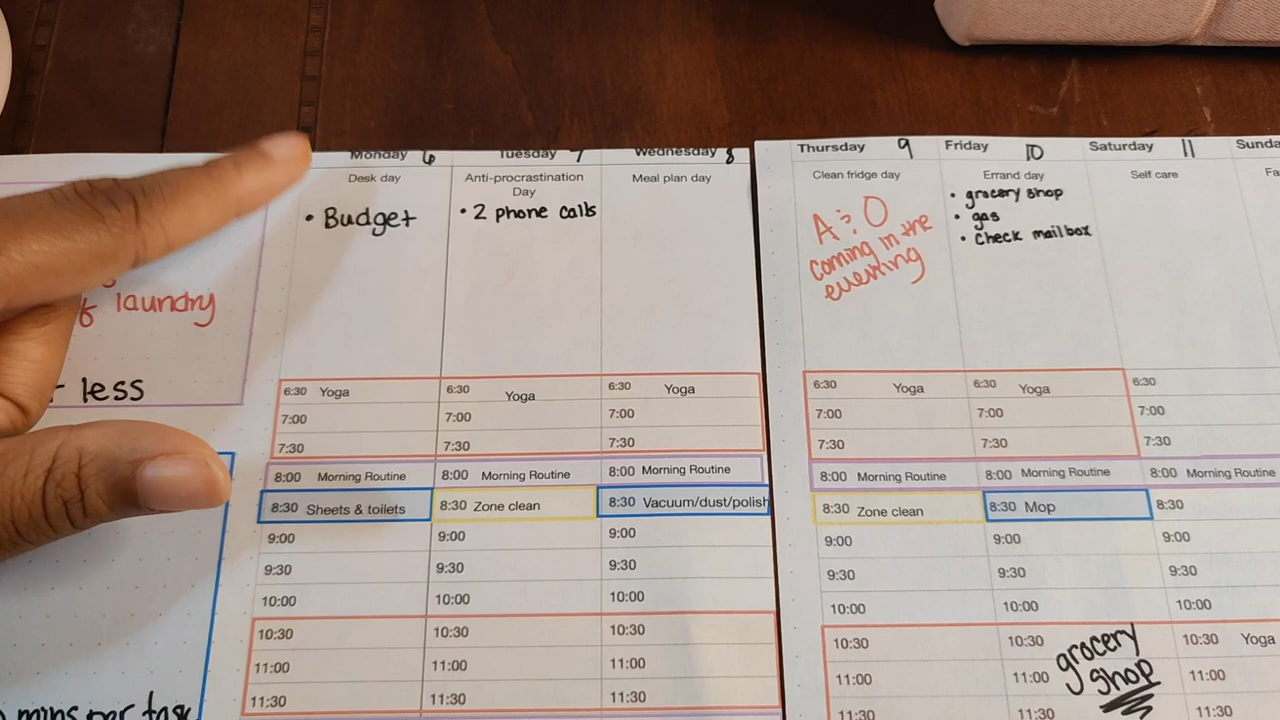 laundry
less
mins per task
Monday 6
Desk day
• Budget
6:30 Yoga
7:00
7:30
8:00 Morning Routine
8:30 Sheets & toilets
9:00
9:30
10:00
10:30
11:00
11:30
Tuesday 7
Anti-procrastination
Day
• 2 phone calls
6:30 Yoga
7:00
7:30
8:00 Morning Routine
8:30 Zone clean
9:00
9:30
10:00
10:30
11:00
11:30
Wednesday 8
Meal plan day
6:30 Yoga
7:00
7:30
8:00 Morning Routine
8:30 Vacuum/dust/polish
9:00
9:30
10:00
10:30
11:00
11:30
Thursday 9
Clean fridge day
A & O
coming in the
evening
6:30 Yoga
7:00
7:30
8:00 Morning Routine
8:30 Zone clean
9:00
9:30
10:00
10:30
11:00
11:30
Friday 10
Errand day
• grocery shop
• gas
• check mailbox
6:30 Yoga
7:00
7:30
8:00 Morning Routine
8:30 Mop
9:00
9:30
10:00
10:30
11:00
11:30
grocery
shop
Saturday 11
Self care
6:30
7:00
7:30
8:00 Morning Routine
8:30
9:00
9:30
10:00
10:30 Yoga
11:00
11:30
Sunda
Fa